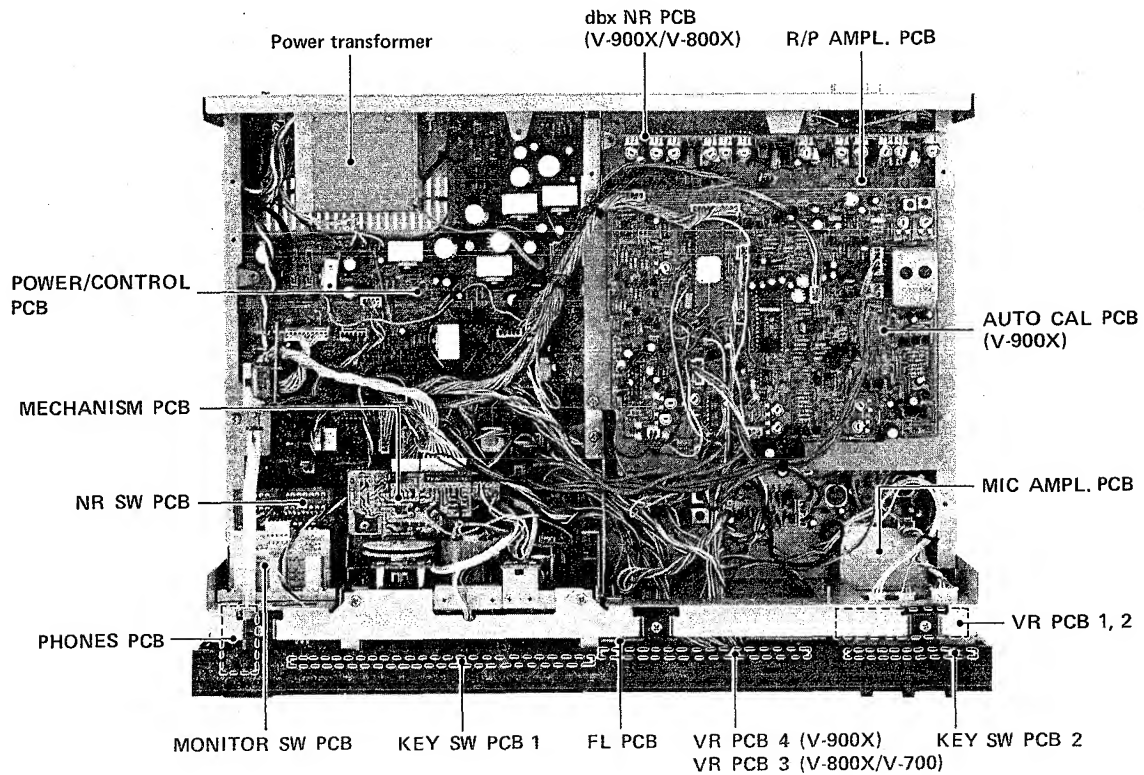 dbx NR PCB
(V-900X/V-800X)
Power transformer
R/P AMPL. PCB
POWER/CONTROL
PCB
AUTO CAL PCB
(V-900X)
MECHANISM PCB
NR SW PCB
MIC AMPL. PCB
PHONES PCB
VR PCB 1, 2
MONITOR SW PCB
KEY SW PCB 1
FL PCB
VR PCB 4 (V-900X)
VR PCB 3 (V-800X/V-700)
KEY SW PCB 2